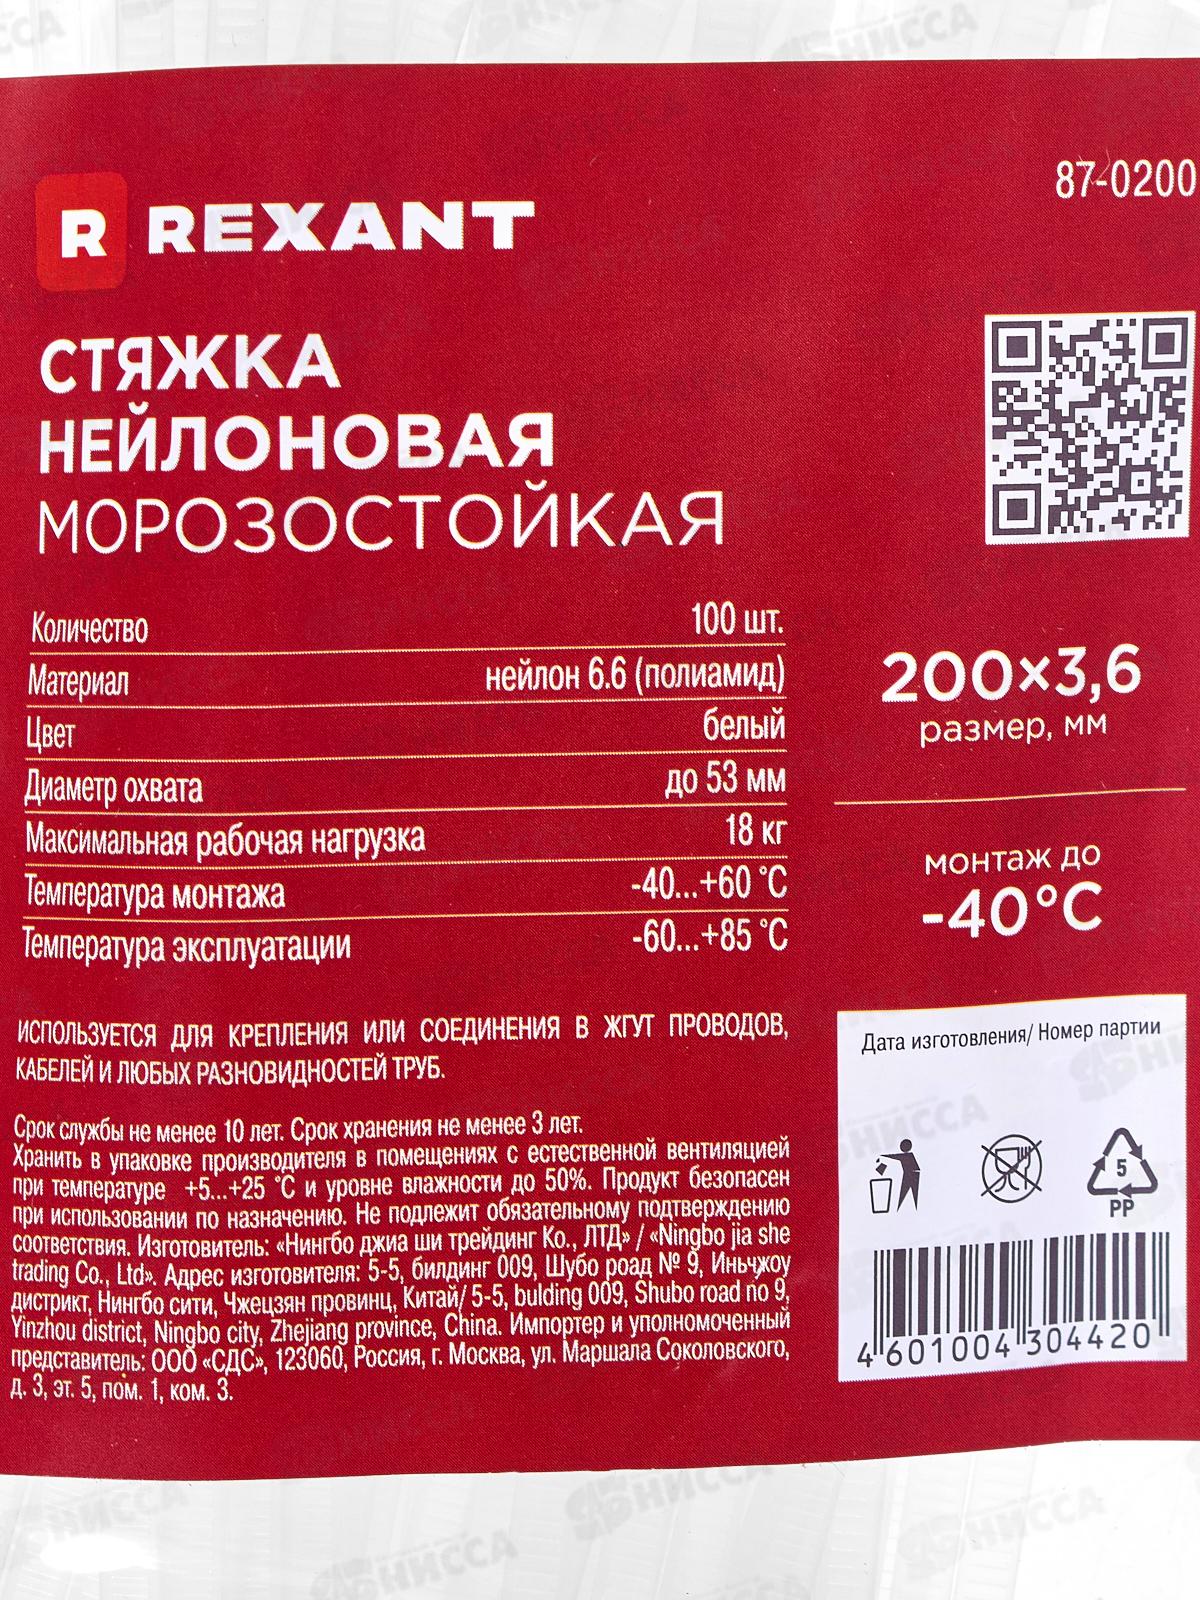 87-0200
R REXANT
СТЯЖКА
НЕЙЛОНОВАЯ
МОРОЗОСТОЙКАЯ
Количество 100 шт.
Материал нейлон 6.6 (полиамид)
Цвет белый
Диаметр охвата до 53 мм
Максимальная рабочая нагрузка 18 кг
Температура монтажа -40...+60 °C
Температура эксплуатации -60...+85 °C
200×3,6
размер, мм
монтаж до
-40°C
ИСПОЛЬЗУЕТСЯ ДЛЯ КРЕПЛЕНИЯ ИЛИ СОЕДИНЕНИЯ В ЖГУТ ПРОВОДОВ,
КАБЕЛЕЙ И ЛЮБЫХ РАЗНОВИДНОСТЕЙ ТРУБ.
Срок службы не менее 10 лет. Срок хранения не менее 3 лет.
Хранить в упаковке производителя в помещениях с естественной вентиляцией
при температуре +5...+25 °C и уровне влажности до 50%. Продукт безопасен
при использовании по назначению. Не подлежит обязательному подтверждению
соответствия. Изготовитель: «Нингбо джиа ши трейдинг Ко., ЛТД» / «Ningbo jia she
trading Co., Ltd». Адрес изготовителя: 5-5, билдинг 009, Шубо роад № 9, Иньчжоу
дистрикт, Нингбо сити, Чжецзян провинц, Китай/ 5-5, bulding 009, Shubo road no 9,
Yinzhou district, Ningbo city, Zhejiang province, China. Импортер и уполномоченный
представитель: ООО «СДС», 123060, Россия, г. Москва, ул. Маршала Соколовского,
д. 3, эт. 5, пом. 1, ком. 3.
Дата изготовления/ Номер партии
5
PP
4 601004 304420